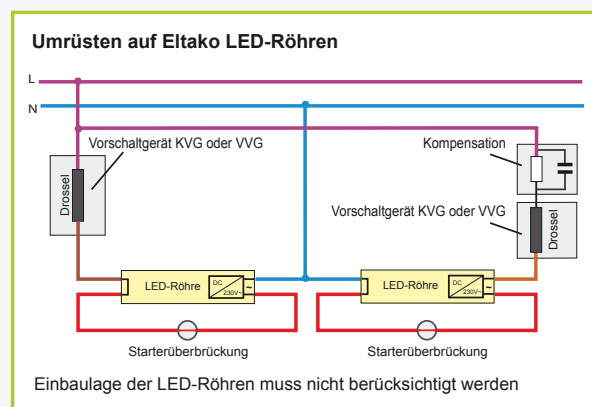 Umrüsten auf Eltako LED-Röhren
L
N
Vorschaltgerät KVG oder VVG
Kompensation
Drossel
Vorschaltgerät KVG oder VVG
Drossel
LED-Röhre
DC
230V~
~
LED-Röhre
DC
230V~
~
Starterüberbrückung
Starterüberbrückung
Einbaulage der LED-Röhren muss nicht berücksichtigt werden